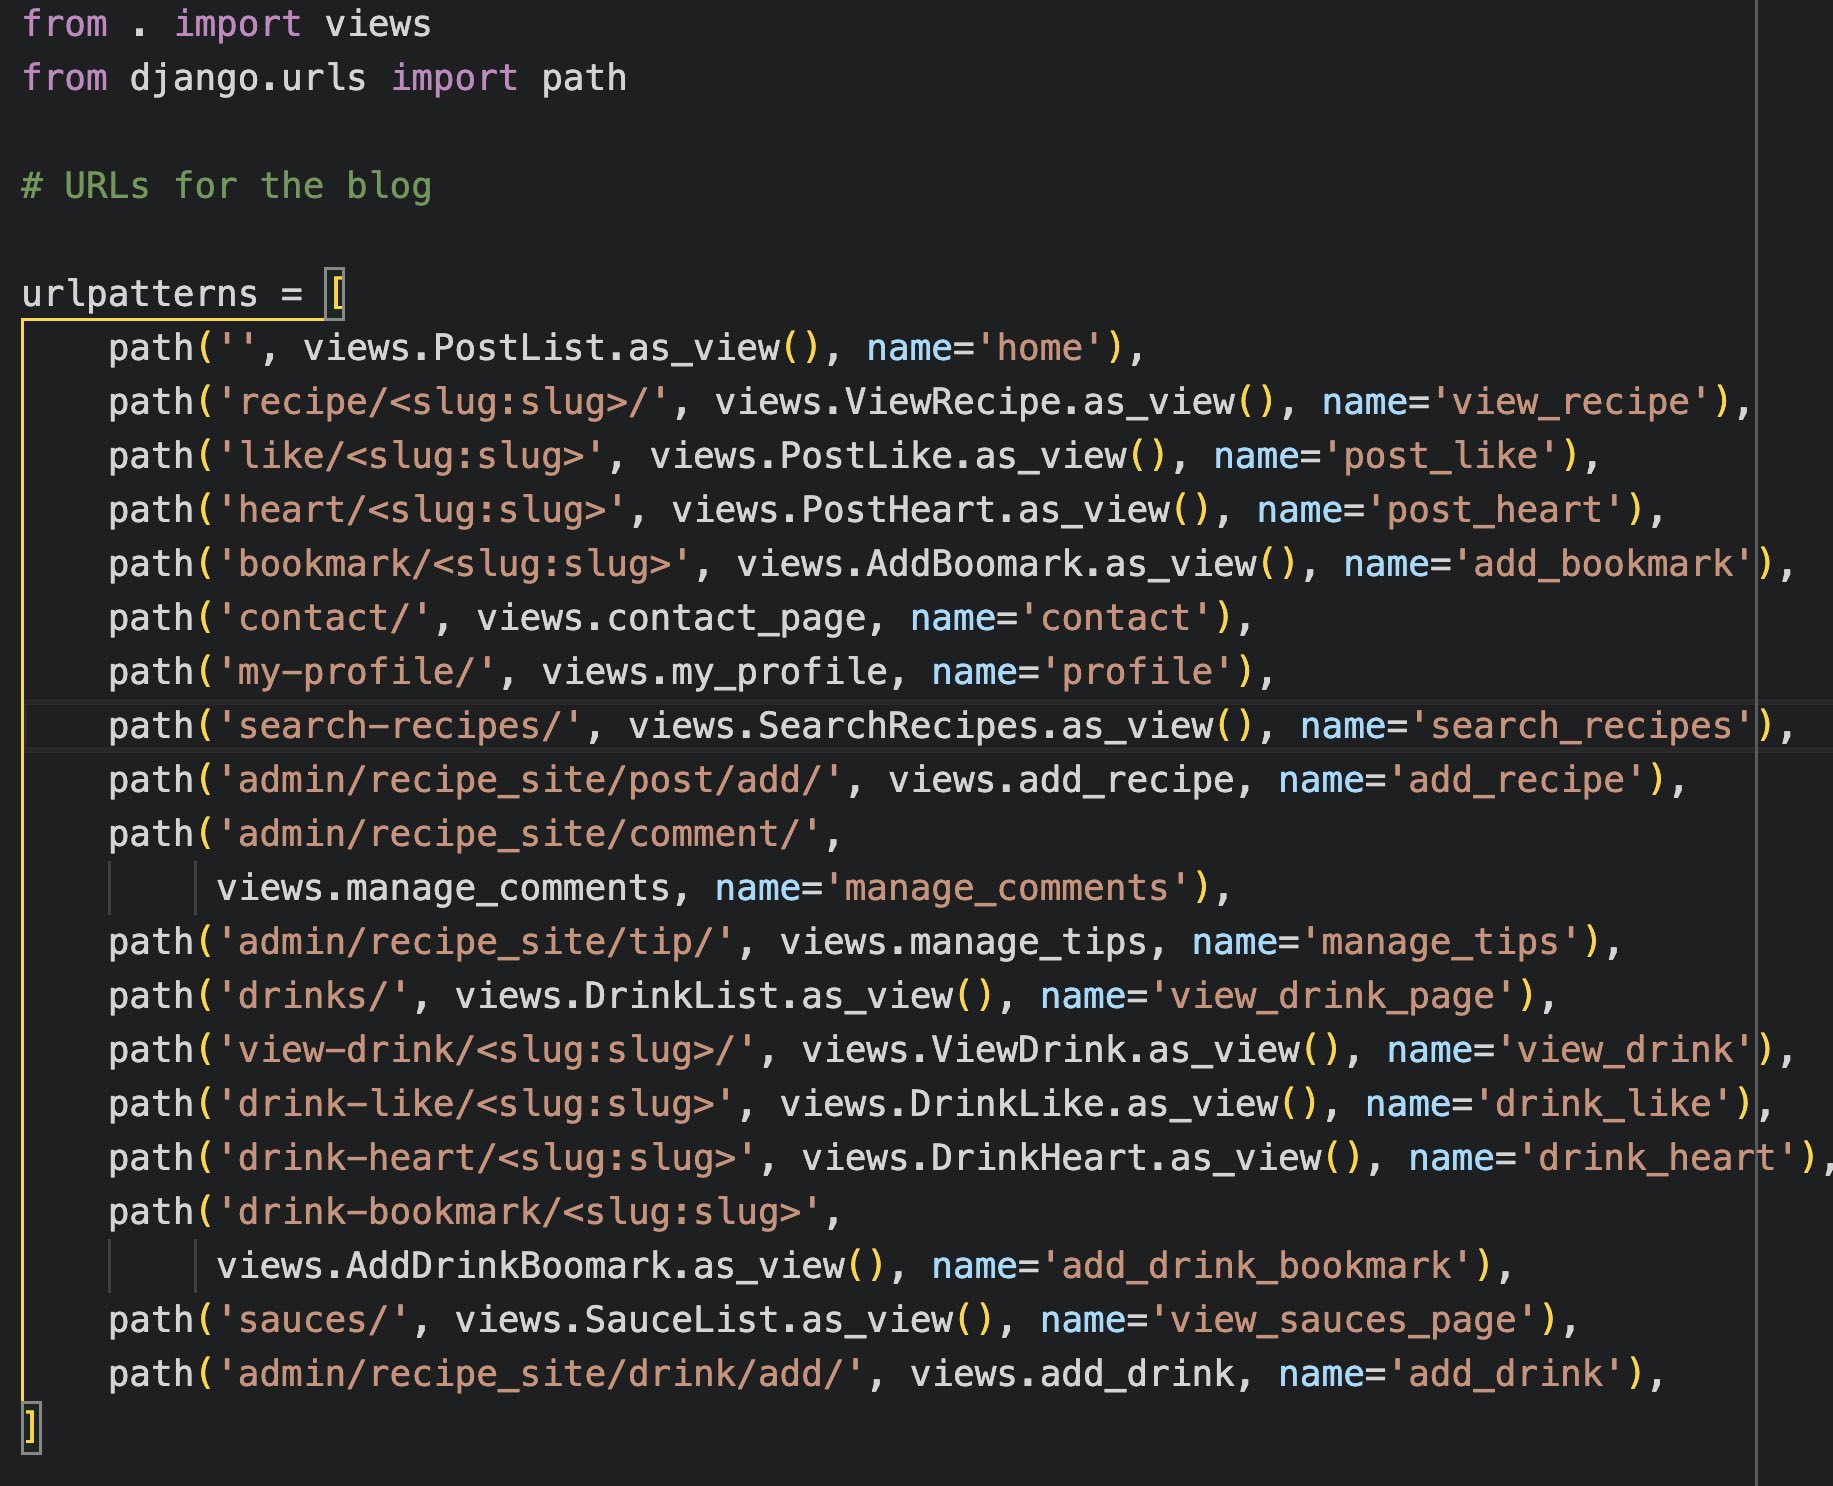 from . import views
from django.urls import path

# URLs for the blog

urlpatterns = [
    path('', views.PostList.as_view(), name='home'),
    path('recipe/<slug:slug>/', views.ViewRecipe.as_view(), name='view_recipe'),
    path('like/<slug:slug>', views.PostLike.as_view(), name='post_like'),
    path('heart/<slug:slug>', views.PostHeart.as_view(), name='post_heart'),
    path('bookmark/<slug:slug>', views.AddBoomark.as_view(), name='add_bookmark'),
    path('contact/', views.contact_page, name='contact'),
    path('my-profile/', views.my_profile, name='profile'),
    path('search-recipes/', views.SearchRecipes.as_view(), name='search_recipes'),
    path('admin/recipe_site/post/add/', views.add_recipe, name='add_recipe'),
    path('admin/recipe_site/comment/',
         views.manage_comments, name='manage_comments'),
    path('admin/recipe_site/tip/', views.manage_tips, name='manage_tips'),
    path('drinks/', views.DrinkList.as_view(), name='view_drink_page'),
    path('view-drink/<slug:slug>/', views.ViewDrink.as_view(), name='view_drink'),
    path('drink-like/<slug:slug>', views.DrinkLike.as_view(), name='drink_like'),
    path('drink-heart/<slug:slug>', views.DrinkHeart.as_view(), name='drink_heart'),
    path('drink-bookmark/<slug:slug>',
         views.AddDrinkBoomark.as_view(), name='add_drink_bookmark'),
    path('sauces/', views.SauceList.as_view(), name='view_sauces_page'),
    path('admin/recipe_site/drink/add/', views.add_drink, name='add_drink'),
]